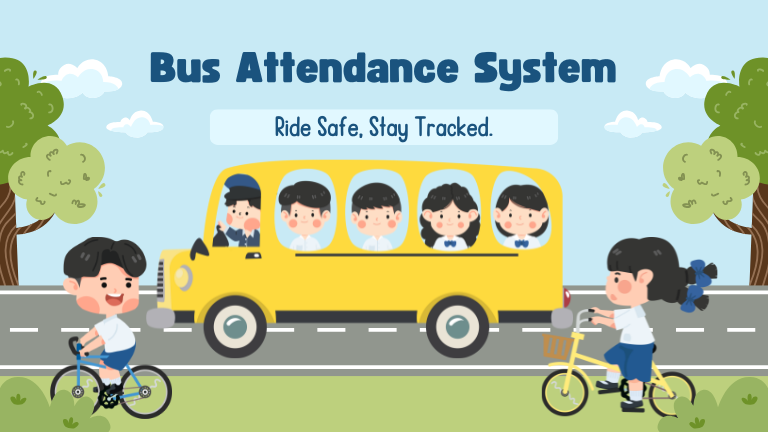 Bus Attendance System
Ride Safe, Stay Tracked.